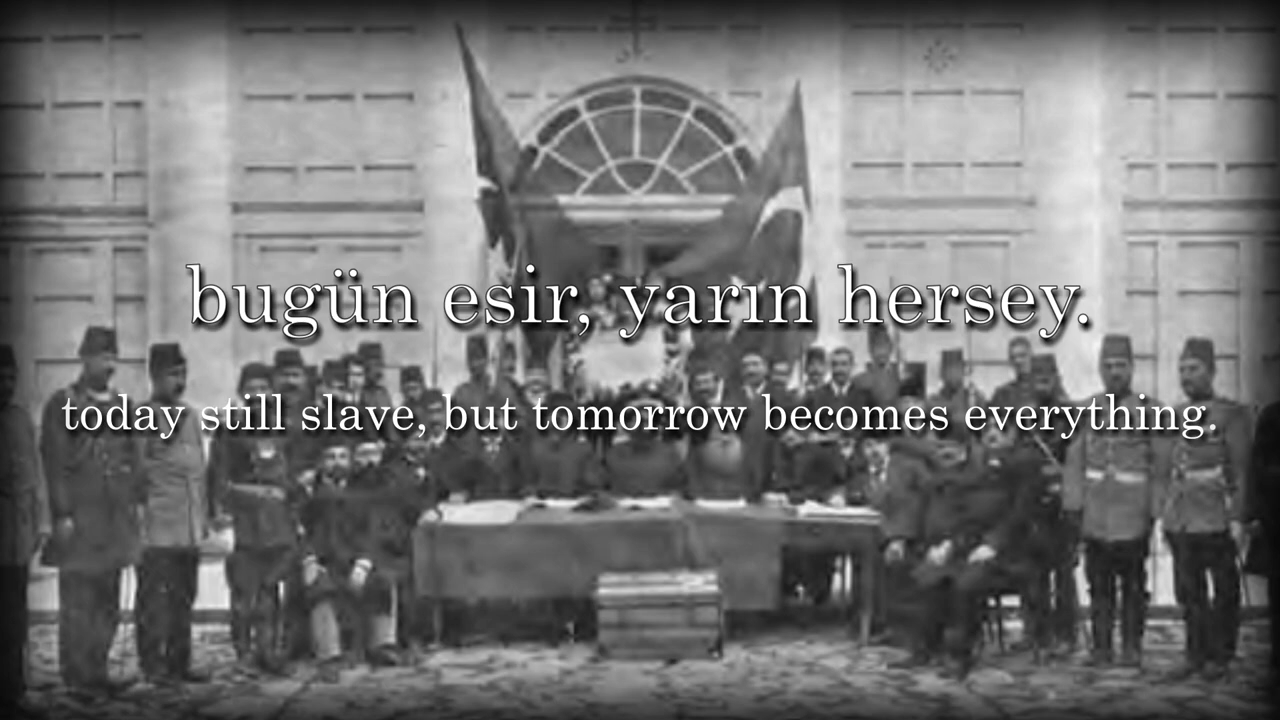 bugün esir, yarın hersey.
today still slave, but tomorrow becomes everything.